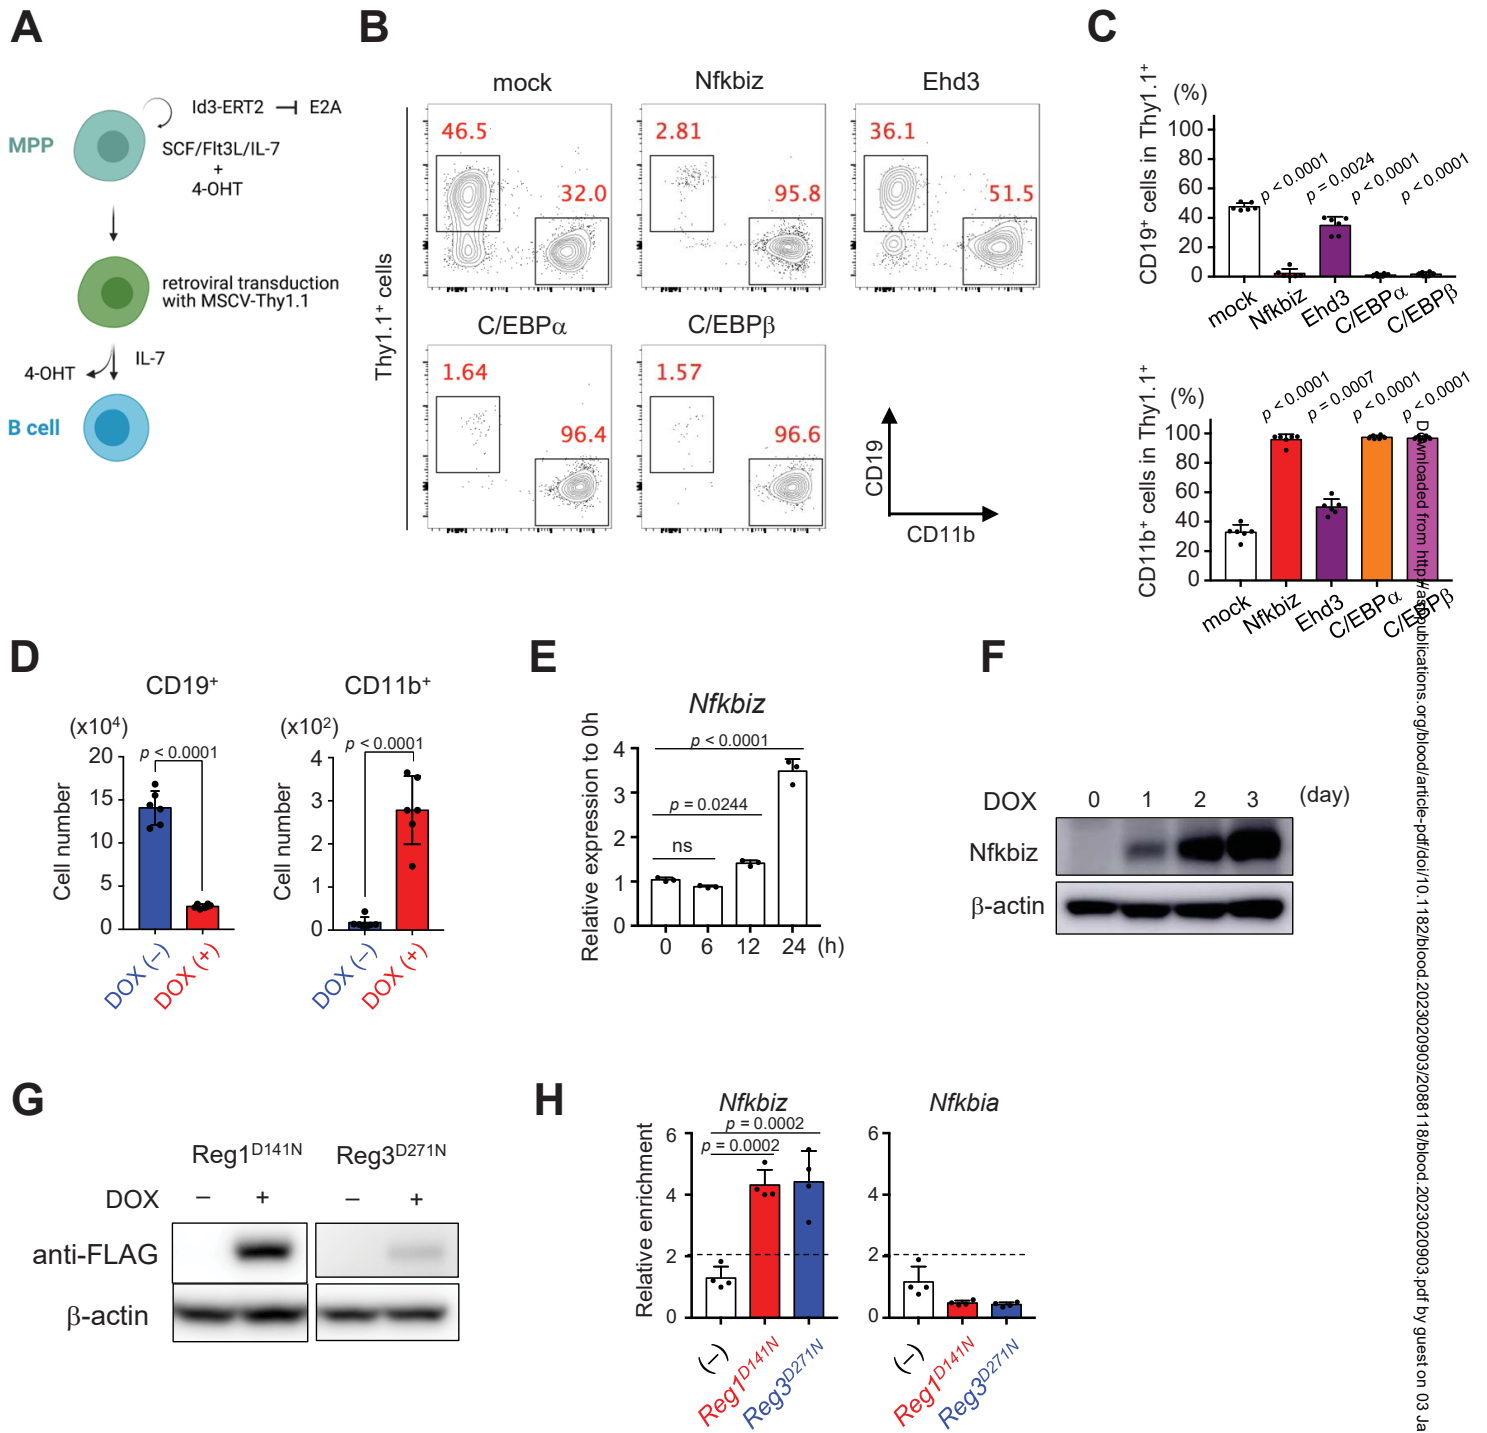 A
Id3-ERT2 ⊣ E2A
MPP
SCF/Flt3L/IL-7
+
4-OHT
retroviral transduction
with MSCV-Thy1.1
IL-7
4-OHT
B cell
B
mock
Nfkbiz
Ehd3
46.5
32.0
2.81
95.8
36.1
51.5
C/EBPα
C/EBPβ
1.64
96.4
1.57
96.6
Thy1.1+ cells
CD19
CD11b
C
(%)
CD19+ cells in Thy1.1+
100
80
60
40
20
0
p < 0.0001
p = 0.0024
p < 0.0001
p < 0.0001
mock
Nfkbiz
Ehd3
C/EBPα
C/EBPβ
(%)
CD11b+ cells in Thy1.1+
100
80
60
40
20
0
p < 0.0001
p = 0.0007
p < 0.0001
p < 0.0001
mock
Nfkbiz
Ehd3
C/EBPα
C/EBPβ
D
CD19+
(x10⁴)
Cell number
20
15
10
5
0
p < 0.0001
DOX (−)
DOX (+)
CD11b+
(x10²)
Cell number
4
3
2
1
0
p < 0.0001
DOX (−)
DOX (+)
E
Nfkbiz
Relative expression to 0h
4
3
2
1
0
p < 0.0001
p = 0.0244
ns
0 6 12 24 (h)
F
DOX 0 1 2 3 (day)
Nfkbiz
β-actin
G
Reg1D141N Reg3D271N
DOX − + − +
anti-FLAG
β-actin
H
Nfkbiz
Relative enrichment
6
4
2
0
p = 0.0002
p = 0.0002
(−)
Reg1D141N
Reg3D271N
Nfkbia
6
4
2
0
(−)
Reg1D141N
Reg3D271N
Downloaded from http://ashpublications.org/blood/article-pdf/doi/10.1182/blood.2023020903/2088118/blood.2023020903.pdf by guest on 03 Ja